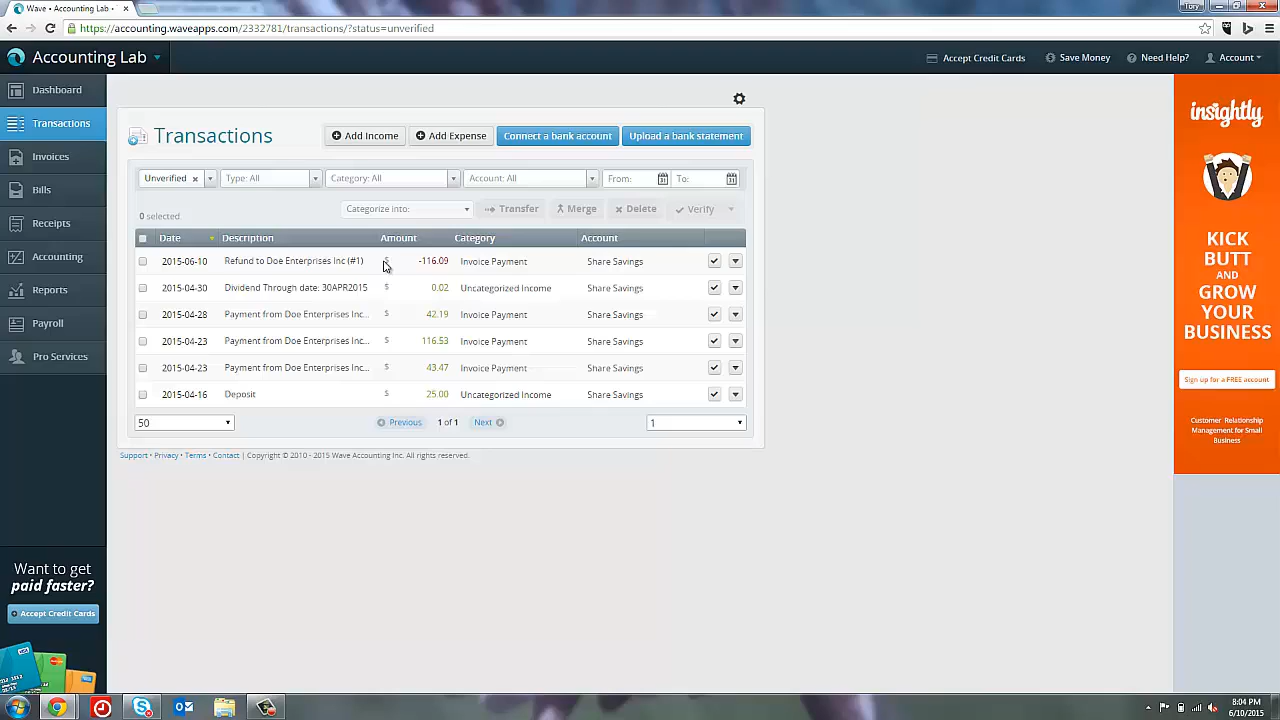 Wave • Accounting Lab •
https://accounting.waveapps.com/2332781/transactions/?status=unverified
Tory
Accounting Lab
Accept Credit Cards
Save Money
Need Help?
Account
Dashboard
Transactions
Invoices
Bills
Receipts
Accounting
Reports
Payroll
Pro Services
Want to get
paid faster?
Accept Credit Cards
Transactions
Add Income
Add Expense
Connect a bank account
Upload a bank statement
Unverified x
Type: All
Category: All
Account: All
From:
To:
0 selected
Categorize into:
Transfer
Merge
Delete
Verify
Date Description Amount Category Account
2015-06-10 Refund to Doe Enterprises Inc (#1) $ -116.09 Invoice Payment Share Savings
2015-04-30 Dividend Through date: 30APR2015 $ 0.02 Uncategorized Income Share Savings
2015-04-28 Payment from Doe Enterprises Inc... $ 42.19 Invoice Payment Share Savings
2015-04-23 Payment from Doe Enterprises Inc... $ 116.53 Invoice Payment Share Savings
2015-04-23 Payment from Doe Enterprises Inc... $ 43.47 Invoice Payment Share Savings
2015-04-16 Deposit $ 25.00 Uncategorized Income Share Savings
50
Previous 1 of 1 Next
1
Support • Privacy • Terms • Contact | Copyright © 2010 - 2015 Wave Accounting Inc. All rights reserved.
insightly
KICK
BUTT
AND
GROW
YOUR
BUSINESS
Sign up for a FREE account
Customer Relationship
Management for Small
Business
8:04 PM
6/10/2015